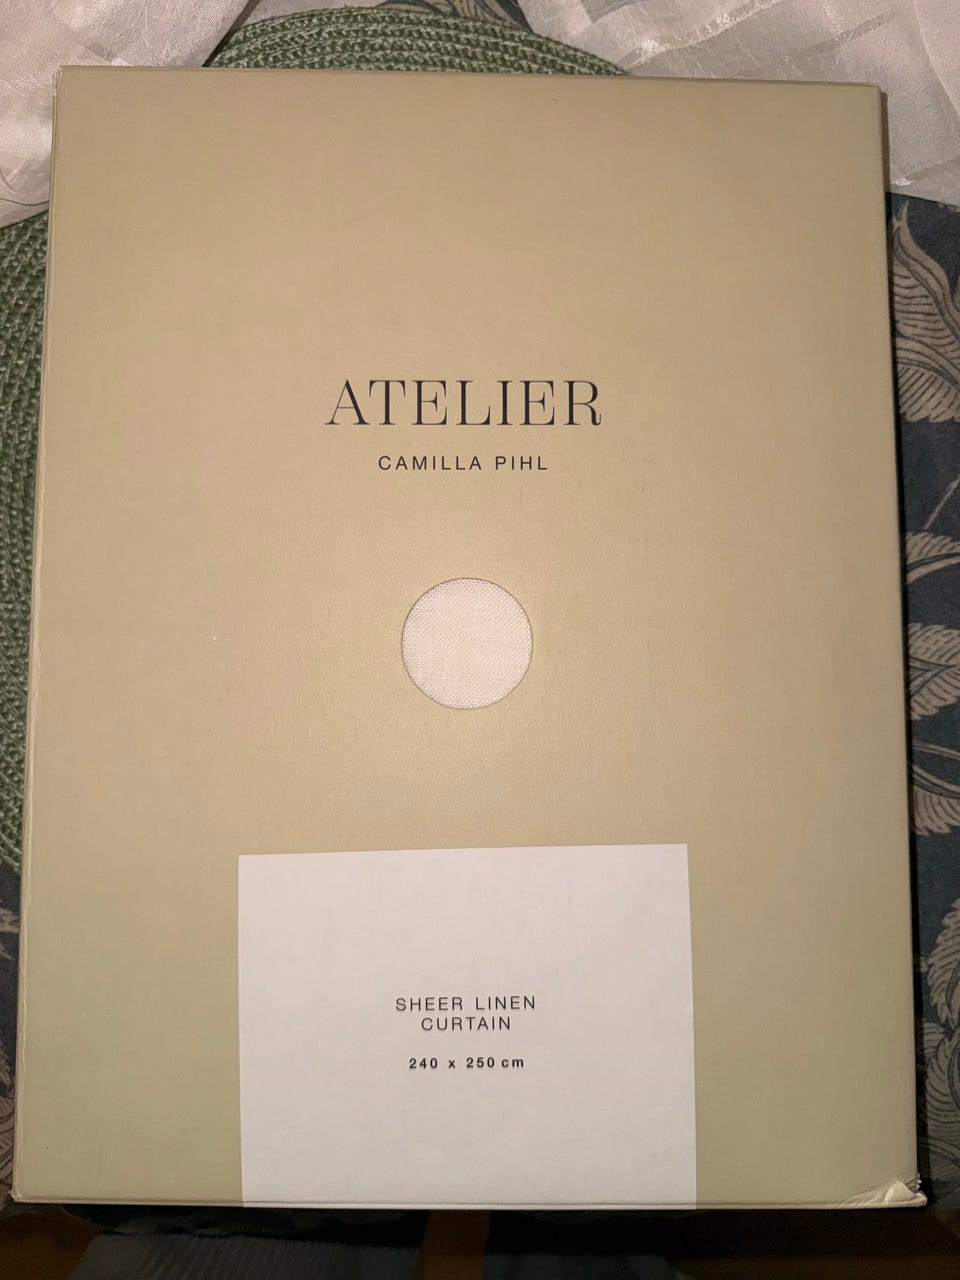 ATELIER
CAMILLA PIHL
SHEER LINEN
CURTAIN
240 x 250 cm